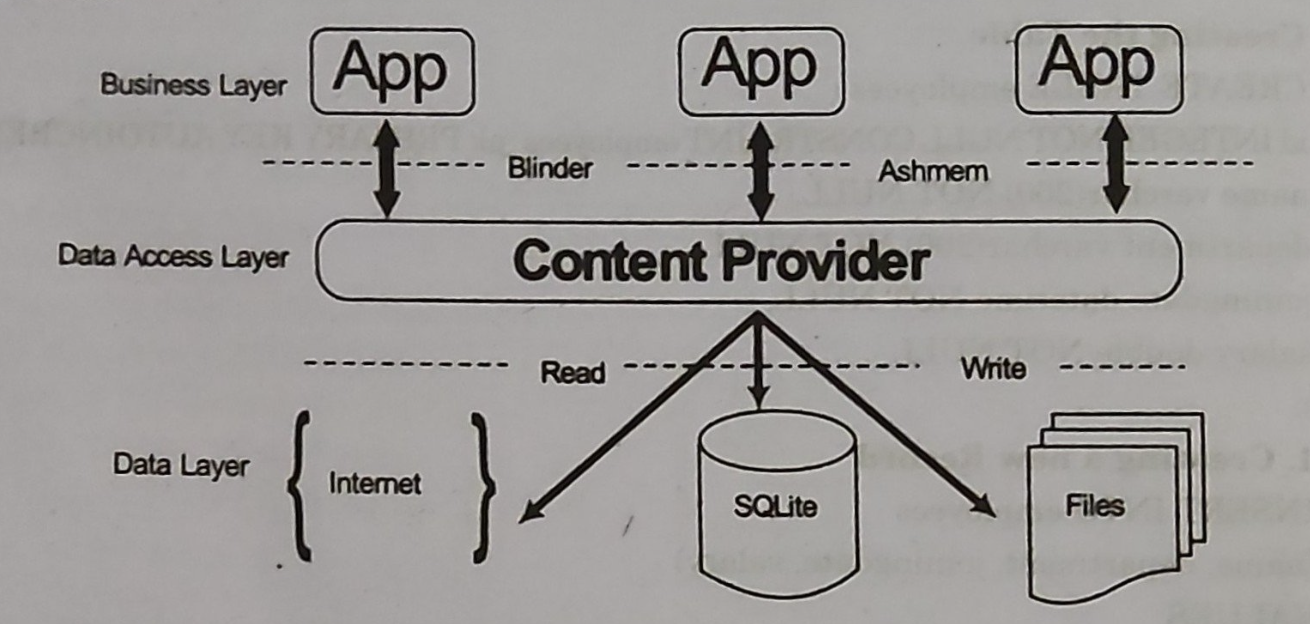 App App App
Business Layer
Blinder Ashmem
Data Access Layer Content Provider
Read Write
Data Layer Internet SQLite Files